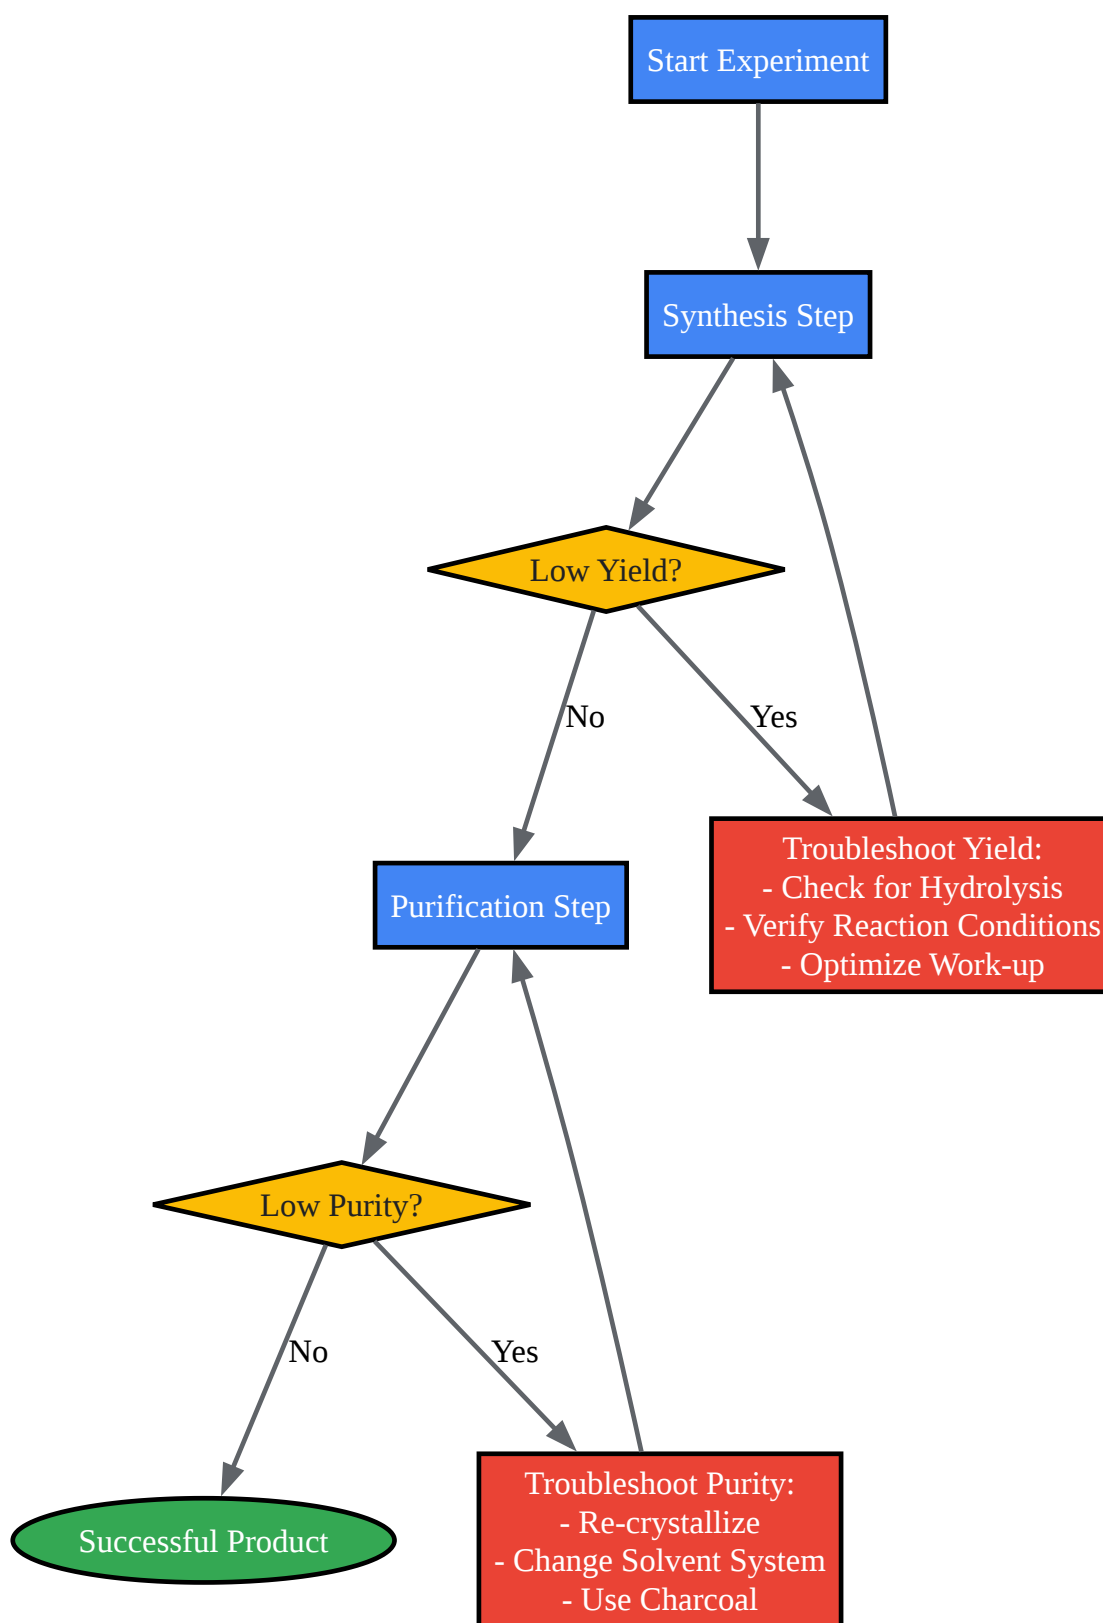 Start Experiment
Synthesis Step
Low Yield?
No
Yes
Troubleshoot Yield:
- Check for Hydrolysis
- Verify Reaction Conditions
- Optimize Work-up
Purification Step
Low Purity?
No
Yes
Troubleshoot Purity:
- Re-crystallize
- Change Solvent System
- Use Charcoal
Successful Product